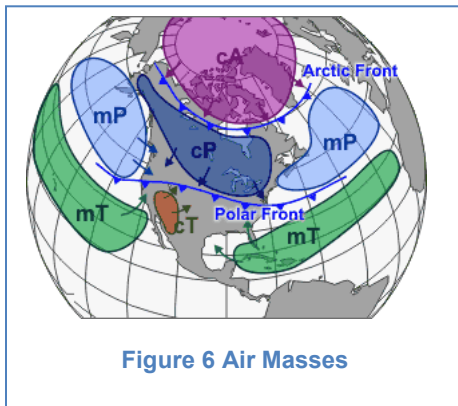 cA
Arctic Front
mP
mP
cP
mT
cT
Polar Front
mT
Figure 6 Air Masses